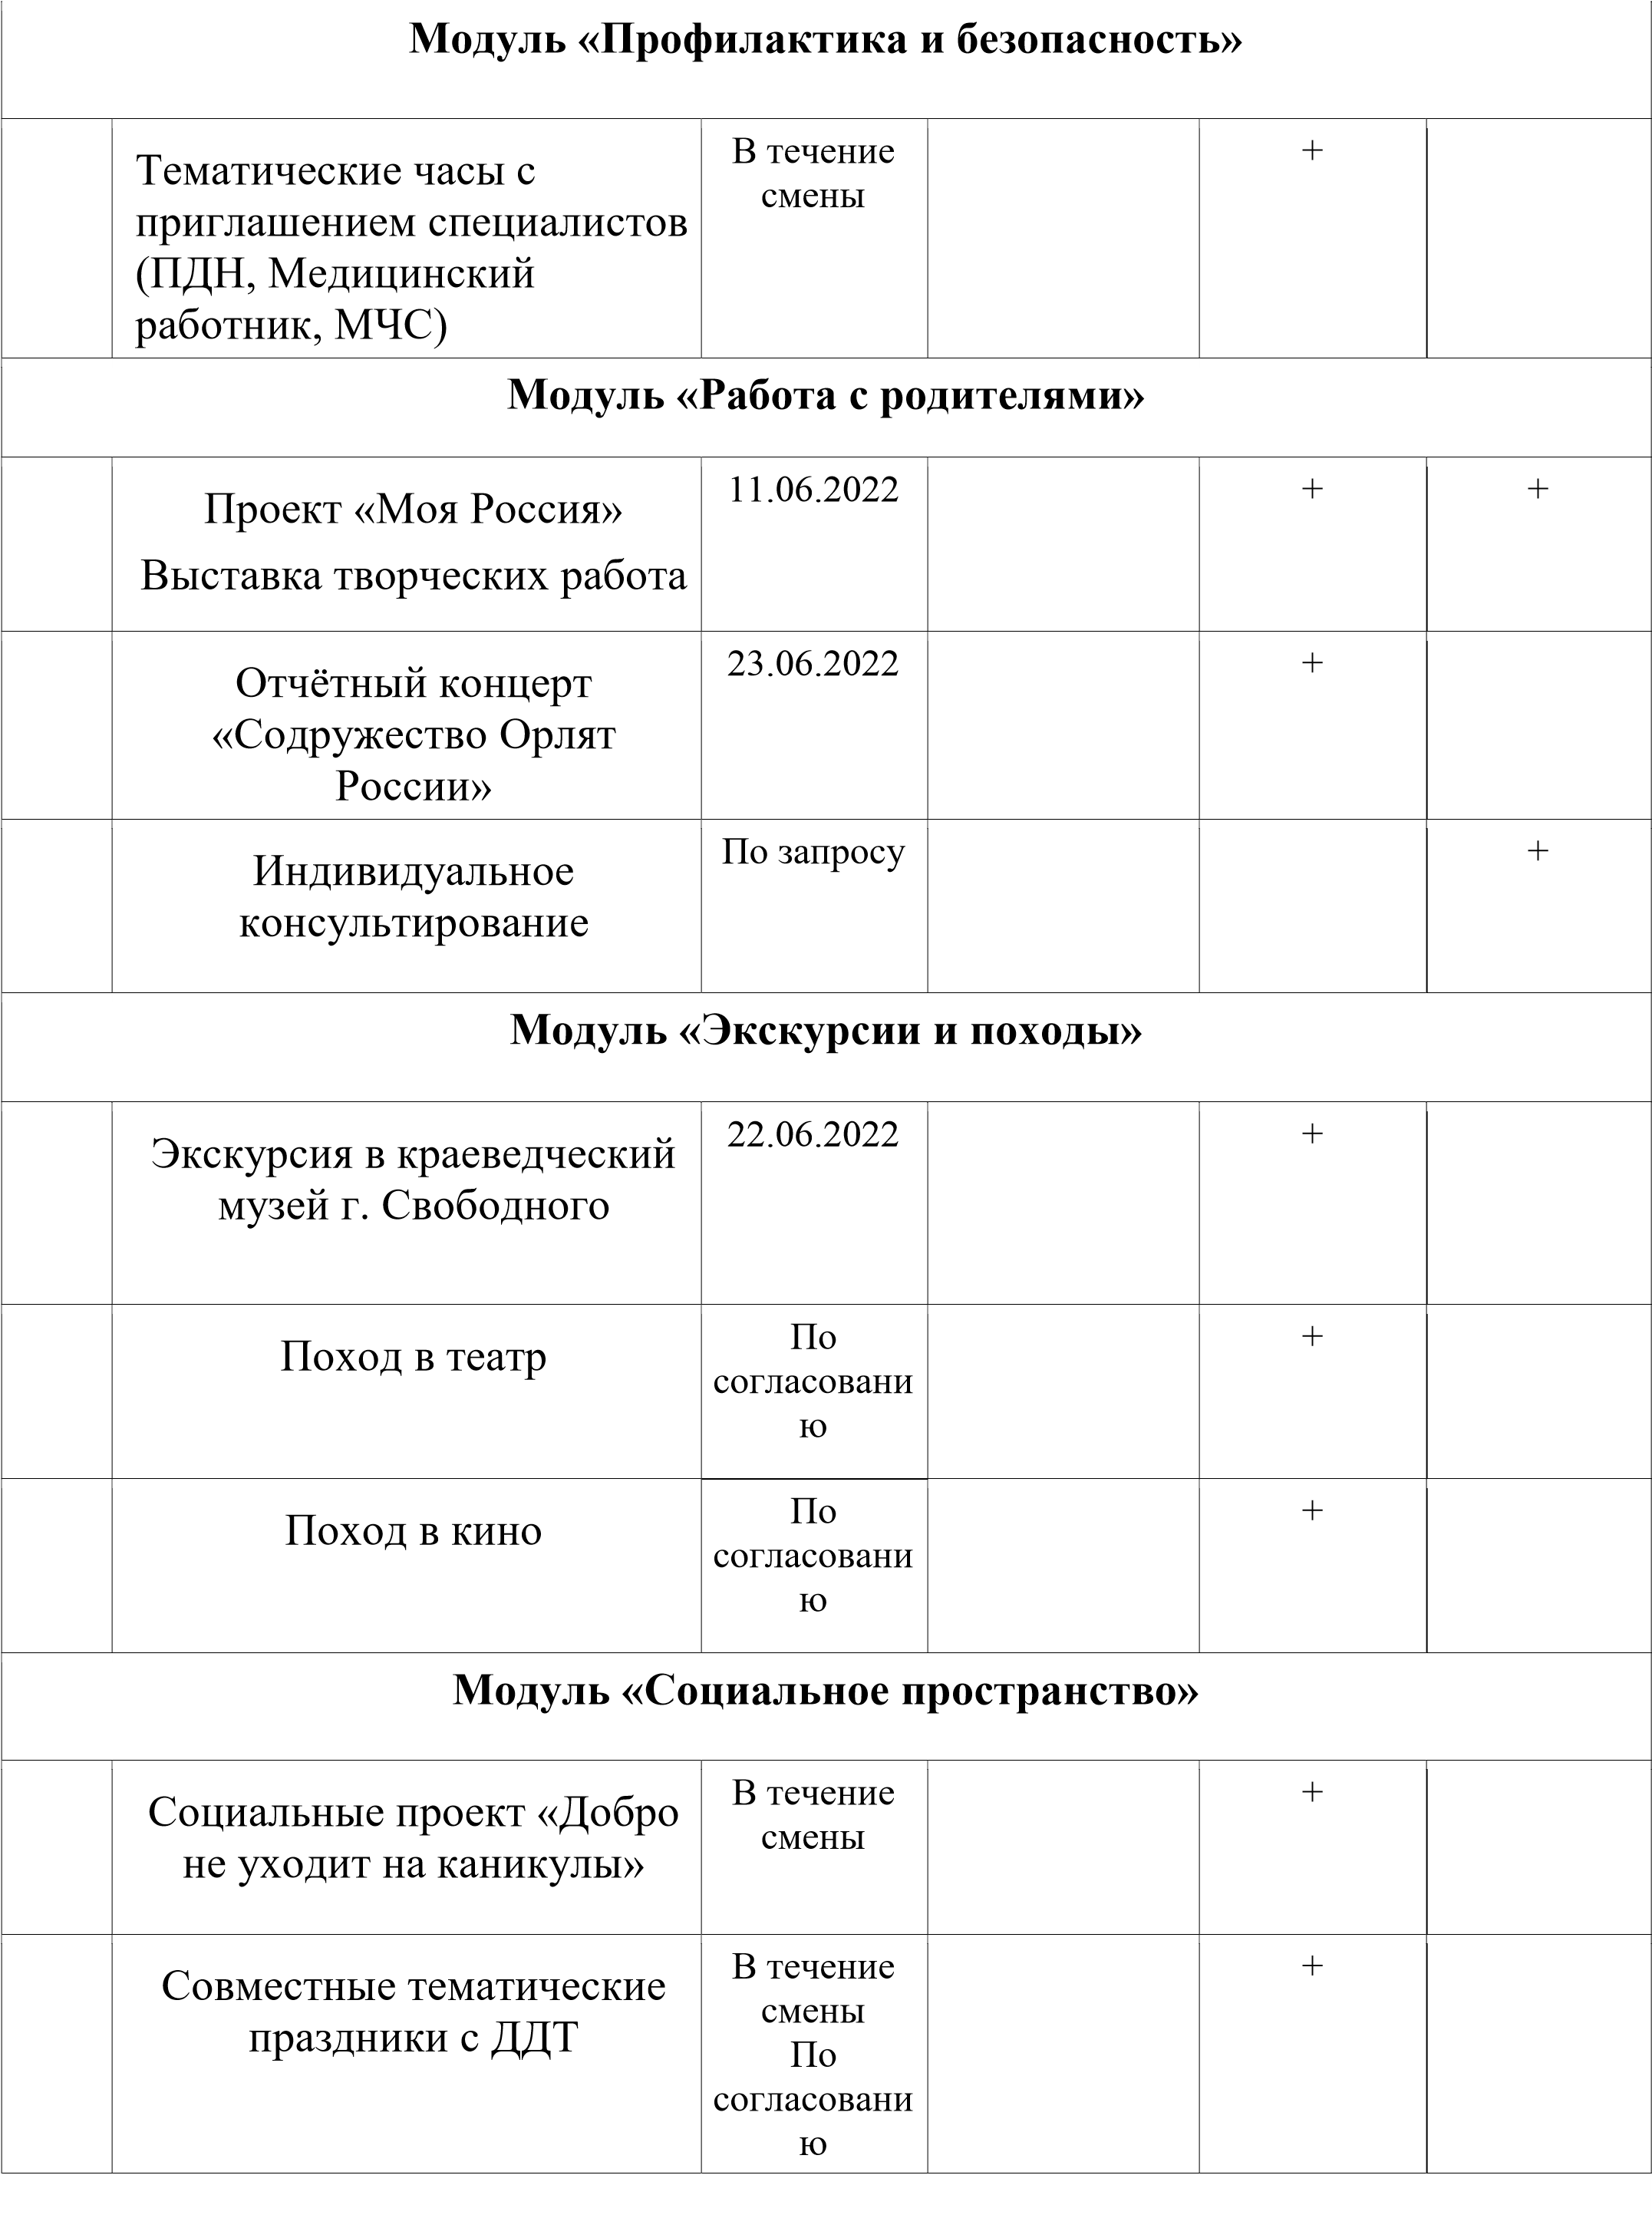 Модуль «Профилактика и безопасность»
Тематические часы с
приглашением специалистов
(ПДН, Медицинский
работник, МЧС)
В течение
смены
+
Модуль «Работа с родителями»
Проект «Моя Россия»
Выставка творческих работа
11.06.2022
+
+
Отчётный концерт
«Содружество Орлят
России»
23.06.2022
+
Индивидуальное
консультирование
По запросу
+
Модуль «Экскурсии и походы»
Экскурсия в краеведческий
музей г. Свободного
22.06.2022
+
Поход в театр
По
согласовани
ю
+
Поход в кино
По
согласовани
ю
+
Модуль «Социальное пространство»
Социальные проект «Добро
не уходит на каникулы»
В течение
смены
+
Совместные тематические
праздники с ДДТ
В течение
смены
По
согласовани
ю
+